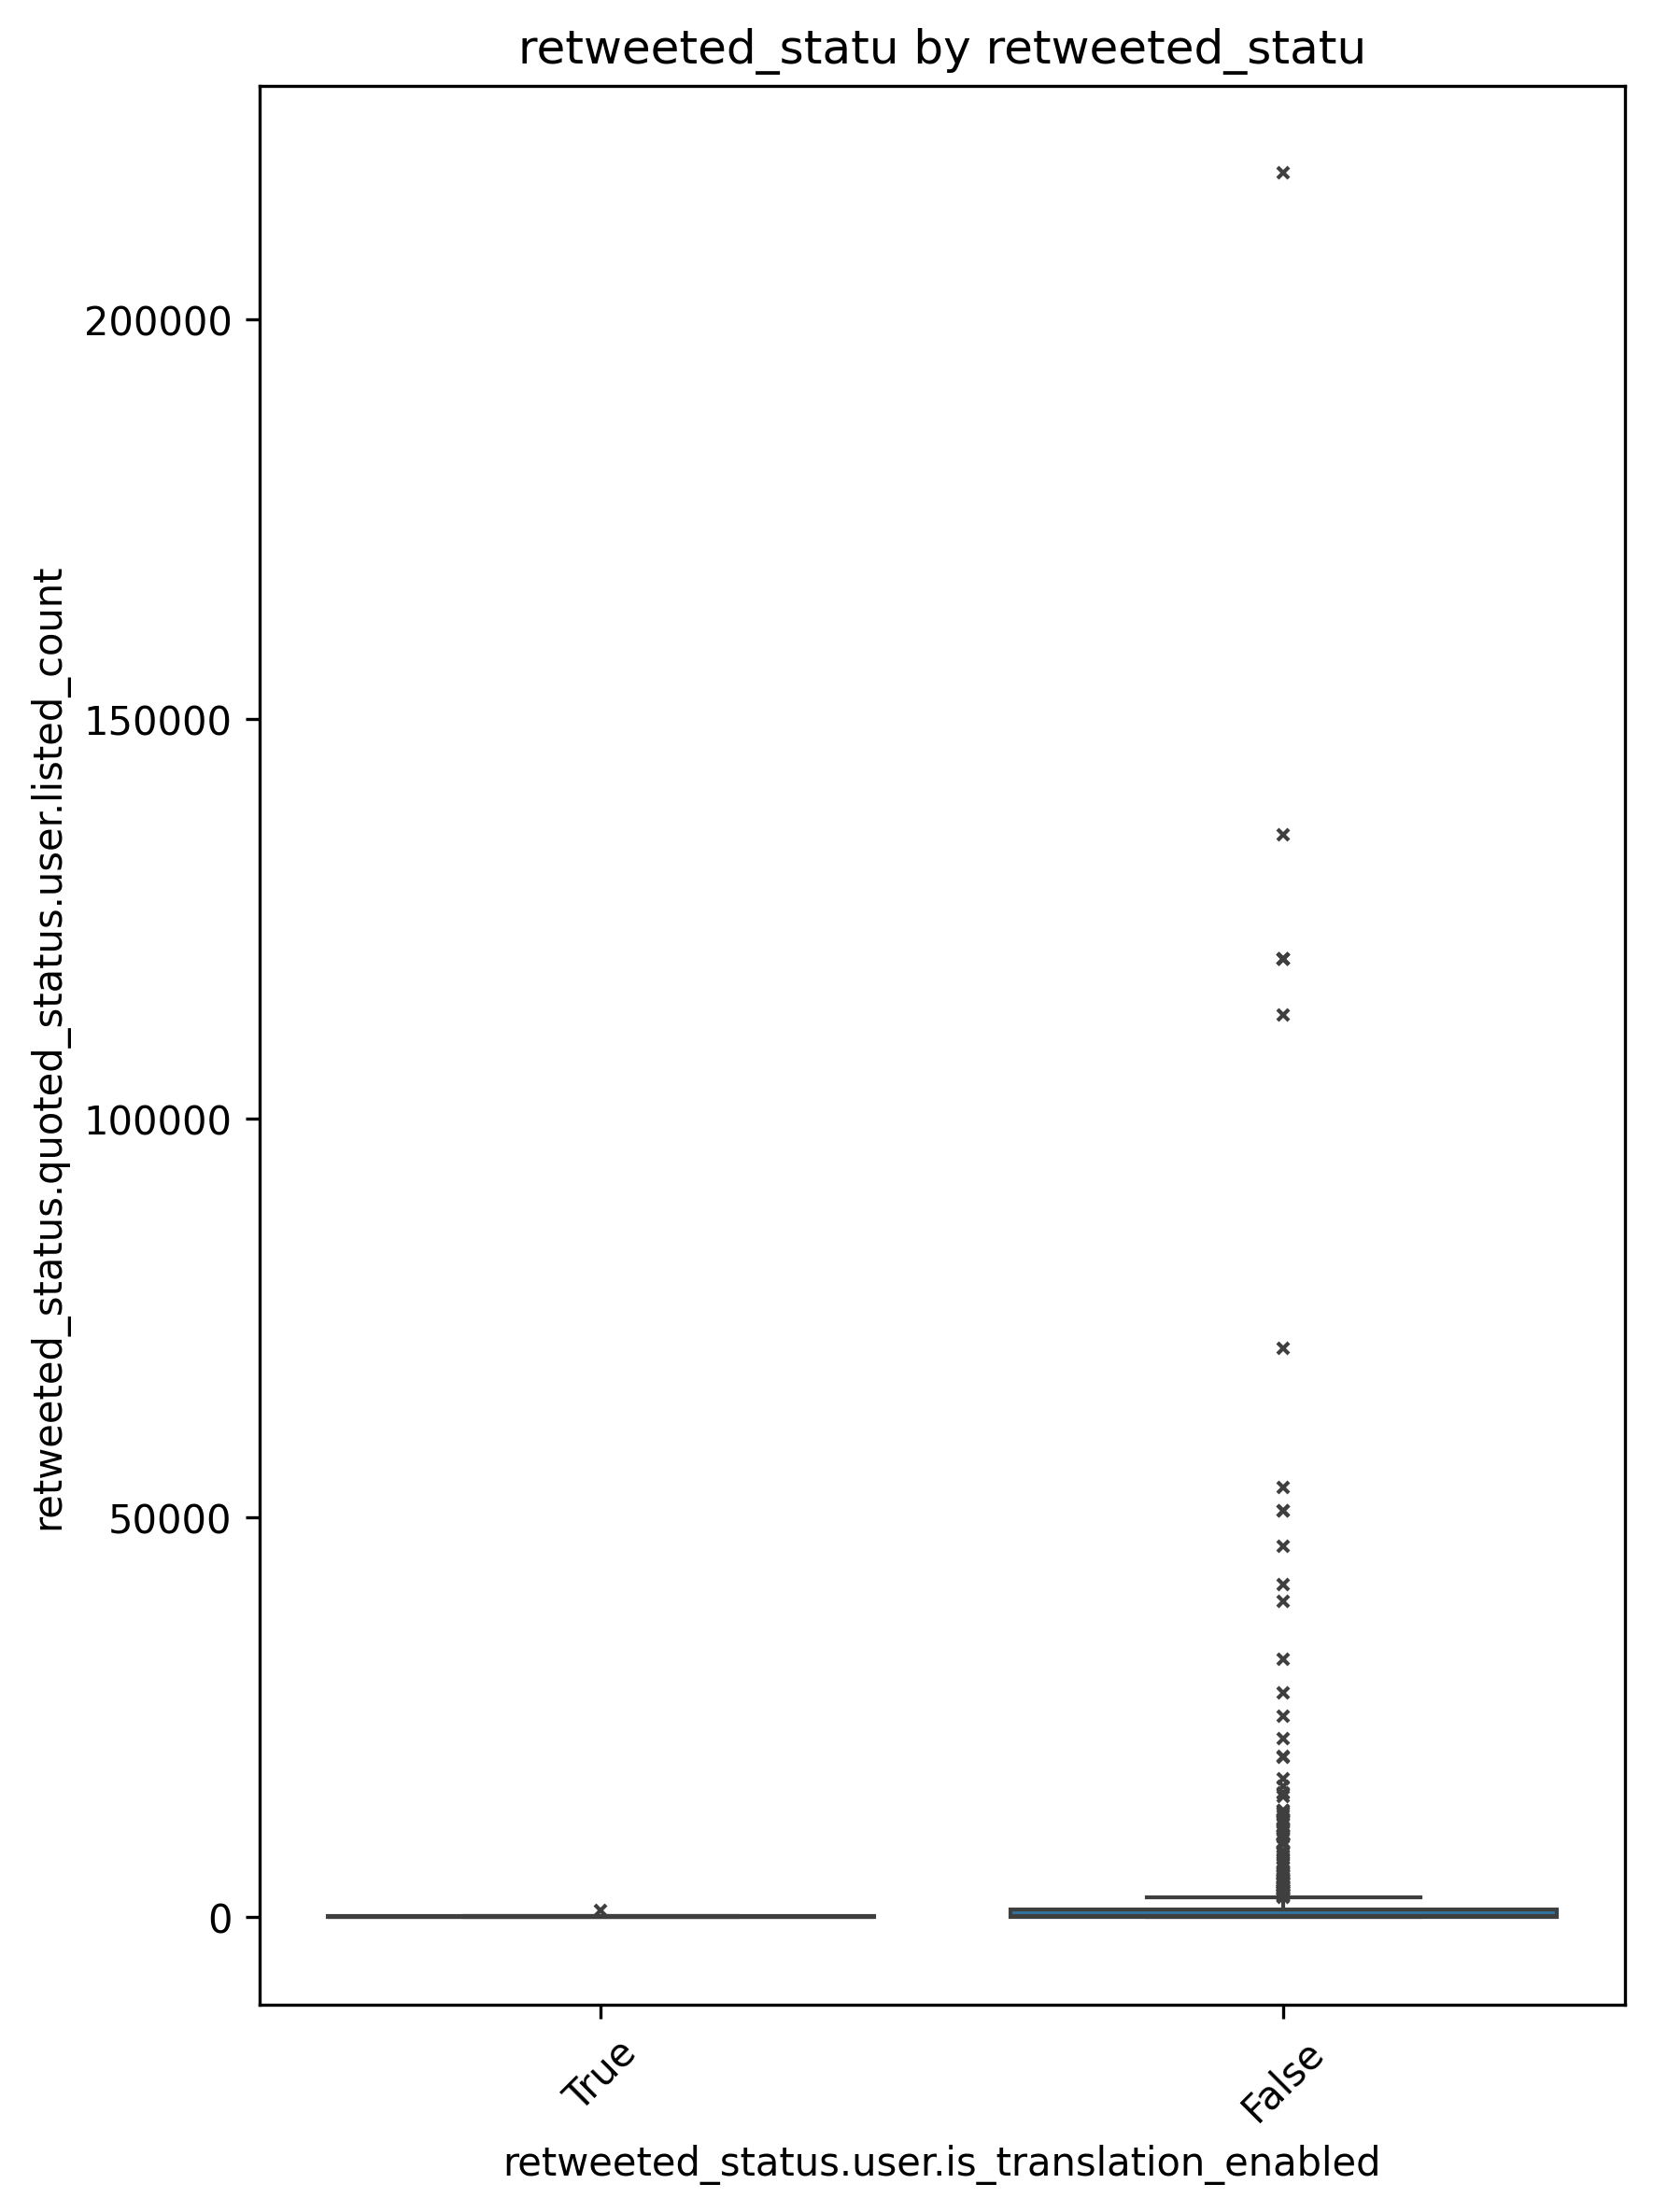 retweeted_statu by retweeted_statu
retweeted_status.quoted_status.user.listed_count
200000
150000
100000
50000
0
True
False
retweeted_status.user.is_translation_enabled